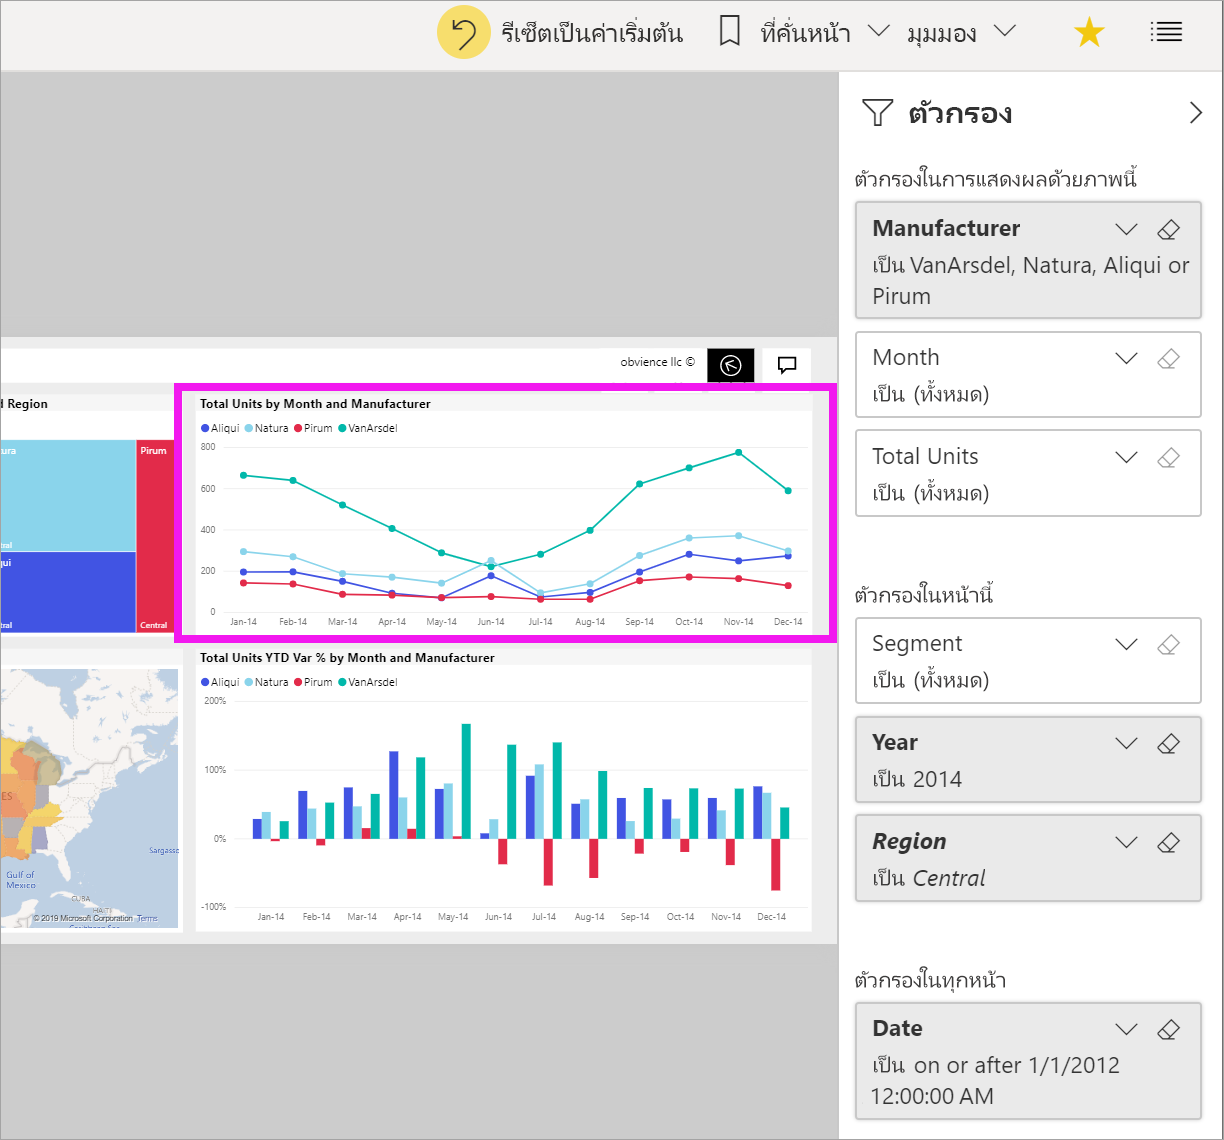 รีเซ็ตเป็นค่าเริ่มต้น
ที่คั่นหน้า
มุมมอง
ตัวกรอง
ตัวกรองในการแสดงผลด้วยภาพนี้
Manufacturer
เป็น VanArsdel, Natura, Aliqui or
Pirum
Month
เป็น (ทั้งหมด)
Total Units
เป็น (ทั้งหมด)
ตัวกรองในหน้านี้
Segment
เป็น (ทั้งหมด)
Year
เป็น 2014
Region
เป็น Central
ตัวกรองในทุกหน้า
Date
เป็น on or after 1/1/2012
12:00:00 AM
obvience llc ©
d Region
Pirum
Central
Total Units by Month and Manufacturer
Aliqui Natura Pirum VanArsdel
800
600
400
200
0
Jan-14 Feb-14 Mar-14 Apr-14 May-14 Jun-14 Jul-14 Aug-14 Sep-14 Oct-14 Nov-14 Dec-14
Total Units YTD Var % by Month and Manufacturer
Aliqui Natura Pirum VanArsdel
200%
100%
0%
-100%
Jan-14 Feb-14 Mar-14 Apr-14 May-14 Jun-14 Jul-14 Aug-14 Sep-14 Oct-14 Nov-14 Dec-14
Sargasso
Gulf of
Mexico
CUBA
© 2019 Microsoft Corporation Terms